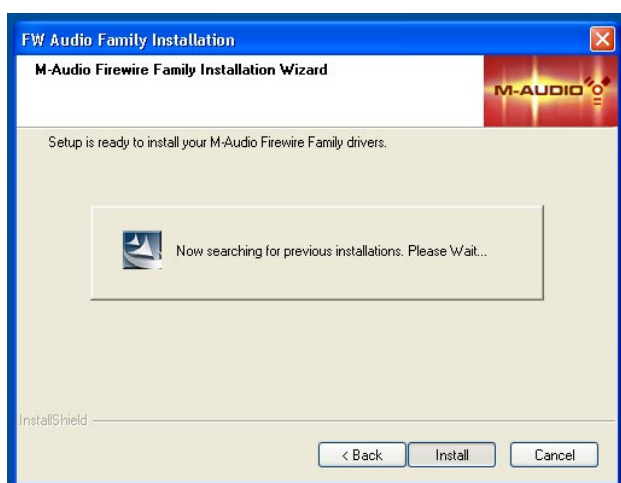 FW Audio Family Installation
M-Audio Firewire Family Installation Wizard
M-AUDIO
Setup is ready to install your M-Audio Firewire Family drivers.
Now searching for previous installations. Please Wait...
InstallShield
< Back Install Cancel